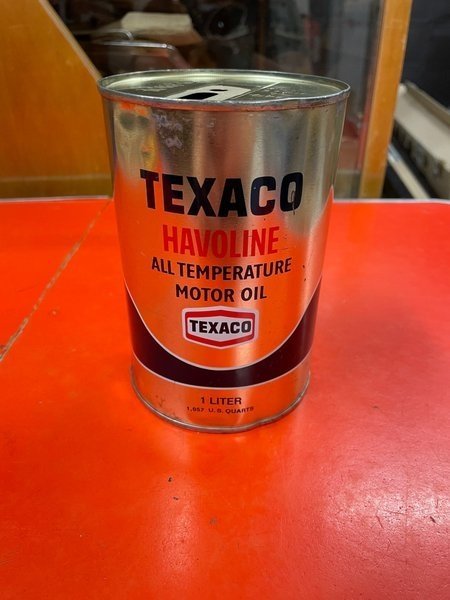 TEXACO
HAVOLINE
ALL TEMPERATURE
MOTOR OIL
TEXACO
1 LITER
1.057 U.S. QUARTS